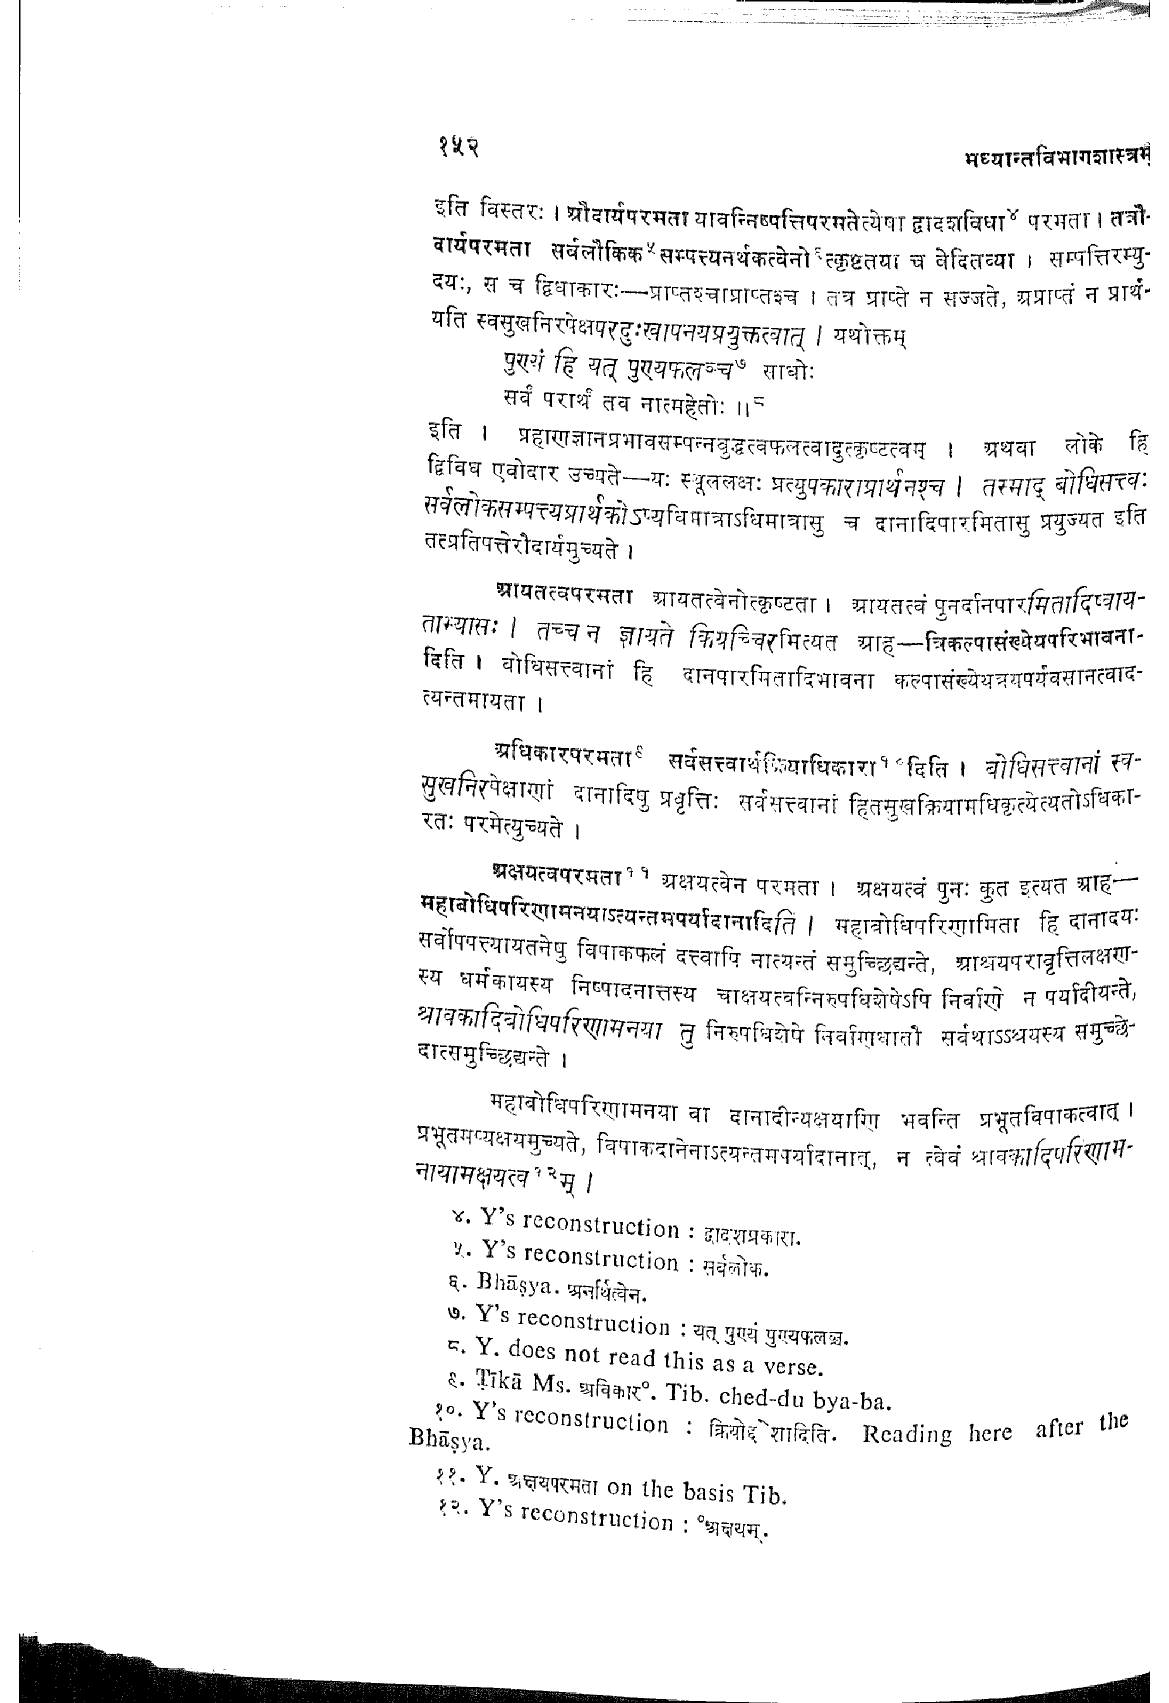 १५२
मध्यान्तविभागशास्त्रम्
इति विस्तरः । औदार्यपरमता यावन्निष्पत्तिपरमतेत्येषा द्वादशविधा४ परमता । तत्रौ-
दार्यपरमता सर्वलौकिक५सम्पत्त्यनर्थकत्वेनो६त्कृष्टतया च वेदितव्या । सम्पत्तिरभ्यु-
दयः, स च द्विधाकारः—प्राप्तश्चाप्राप्तश्च । तत्र प्राप्ते न सज्जते, अप्राप्तं न प्रार्थ-
यति स्वसुखनिरपेक्षपरदुःखापनयप्रयुक्तत्वात् । यथोक्तम्
पुण्यं हि यत् पुण्यफलञ्च७ साधोः
सर्वं परार्थं तव नात्महेतोः ।।८
इति । प्रहाणज्ञानप्रभावसम्पन्नबुद्धत्वफलत्वादुत्कृष्टत्वम् । अथवा लोके हि
द्विविध एवोदार उच्यते—यः स्थूललक्षः प्रत्युपकाराप्रार्थनश्च । तस्माद् बोधिसत्त्वः
सर्वलोकसम्पत्त्यप्रार्थकोऽप्यधिमात्राऽधिमात्रासु च दानादिपारमितासु प्रयुज्यत इति
तत्प्रतिपत्तेरौदार्यमुच्यते ।
आयतत्वपरमता आयतत्वेनोत्कृष्टता । आयतत्वं पुनर्दानपारमितादिष्वाय-
ताभ्यासः । तच्च न ज्ञायते कियच्चिरमित्यत आह—त्रिकल्पासंख्येयपरिभावना-
दिति । बोधिसत्त्वानां हि दानपारमितादिभावना कल्पासंख्येयत्रयपर्यवसानत्वाद-
त्यन्तमायता ।
अधिकारपरमता९ सर्वसत्त्वार्थक्रियाधिकारा१०दिति । बोधिसत्त्वानां स्व-
सुखनिरपेक्षाणां दानादिषु प्रवृत्तिः सर्वसत्त्वानां हितसुखक्रियामधिकृत्येत्यतोऽधिका-
रतः परमेत्युच्यते ।
अक्षयत्वपरमता११ अक्षयत्वेन परमता । अक्षयत्वं पुनः कुत इत्यत आह—
महाबोधिपरिणामनयाऽत्यन्तमपर्यादानादिति । महाबोधिपरिणामिता हि दानादयः
सर्वोपपत्त्यायतनेषु विपाकफलं दत्त्वापि नात्यन्तं समुच्छिद्यन्ते, आश्रयपरावृत्तिलक्षण-
स्य धर्मकायस्य निष्पादनात्तस्य चाक्षयत्वन्निरुपधिशेषेऽपि निर्वाणे न पर्यादीयन्ते,
श्रावकादिबोधिपरिणामनया तु निरुपधिशेषे निर्वाणधातौ सर्वथाऽऽश्रयस्य समुच्छे-
दात्समुच्छिद्यन्ते ।
महाबोधिपरिणामनया वा दानादीन्यक्षयाणि भवन्ति प्रभूतविपाकत्वात् ।
प्रभूतमप्यक्षयमुच्यते, विपाकदानेनाऽत्यन्तमपर्यादानात्, न त्वेवं श्रावकादिपरिणाम-
नायामक्षयत्व१२म् ।
४. Y's reconstruction : द्वादशप्रकारा.
५. Y's reconstruction : सर्वलोक.
६. Bhāṣya. अनर्थित्वेन.
७. Y's reconstruction : यत् पुण्यं पुण्यफलञ्च.
८. Y. does not read this as a verse.
९. Ṭīkā Ms. अविकार°. Tib. ched-du bya-ba.
१०. Y's reconstruction : क्रियोद्देशादिति. Reading here after the
Bhāṣya.
११. Y. अक्षयपरमता on the basis Tib.
१२. Y's reconstruction : °अक्षयम्.